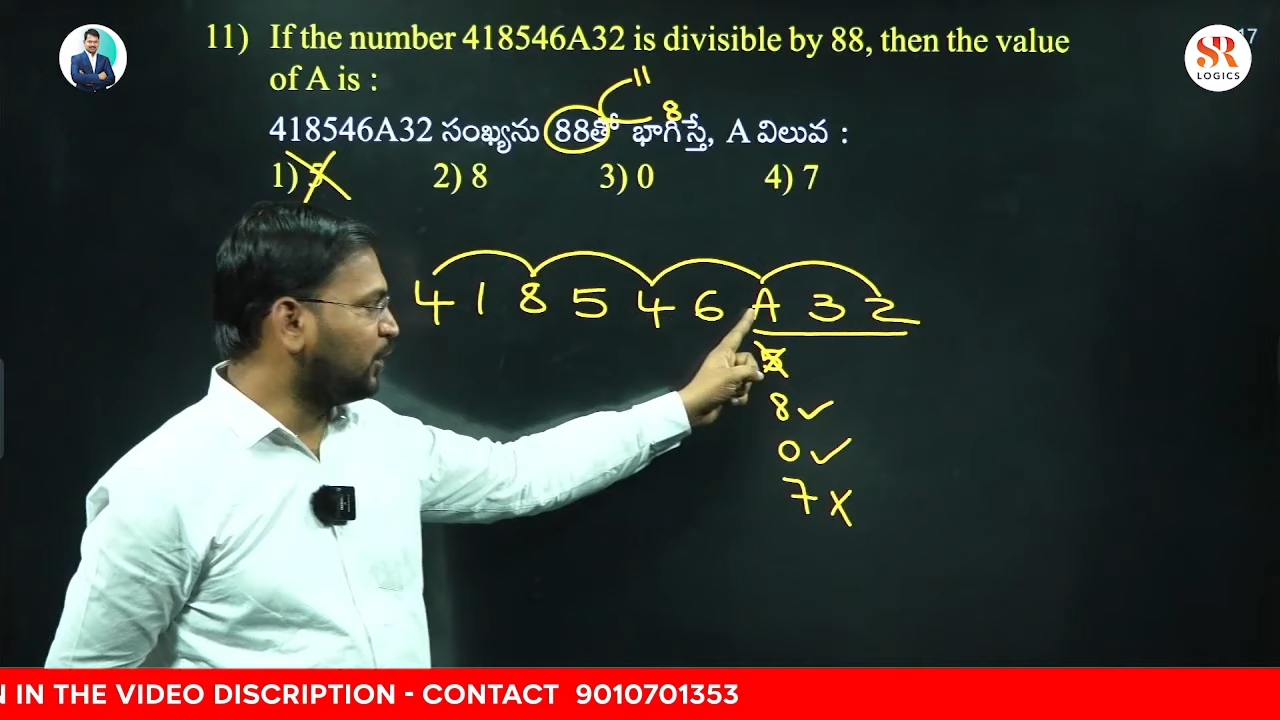 11) If the number 418546A32 is divisible by 88, then the value
of A is :
11
8
418546A32 సంఖ్యను 88తో భాగిస్తే, A విలువ :
1) 5 2) 8 3) 0 4) 7
4 1 8 5 4 6 A 3 2
8 ✓
0 ✓
7 X
SR
LOGICS
17
N IN THE VIDEO DISCRIPTION - CONTACT 9010701353